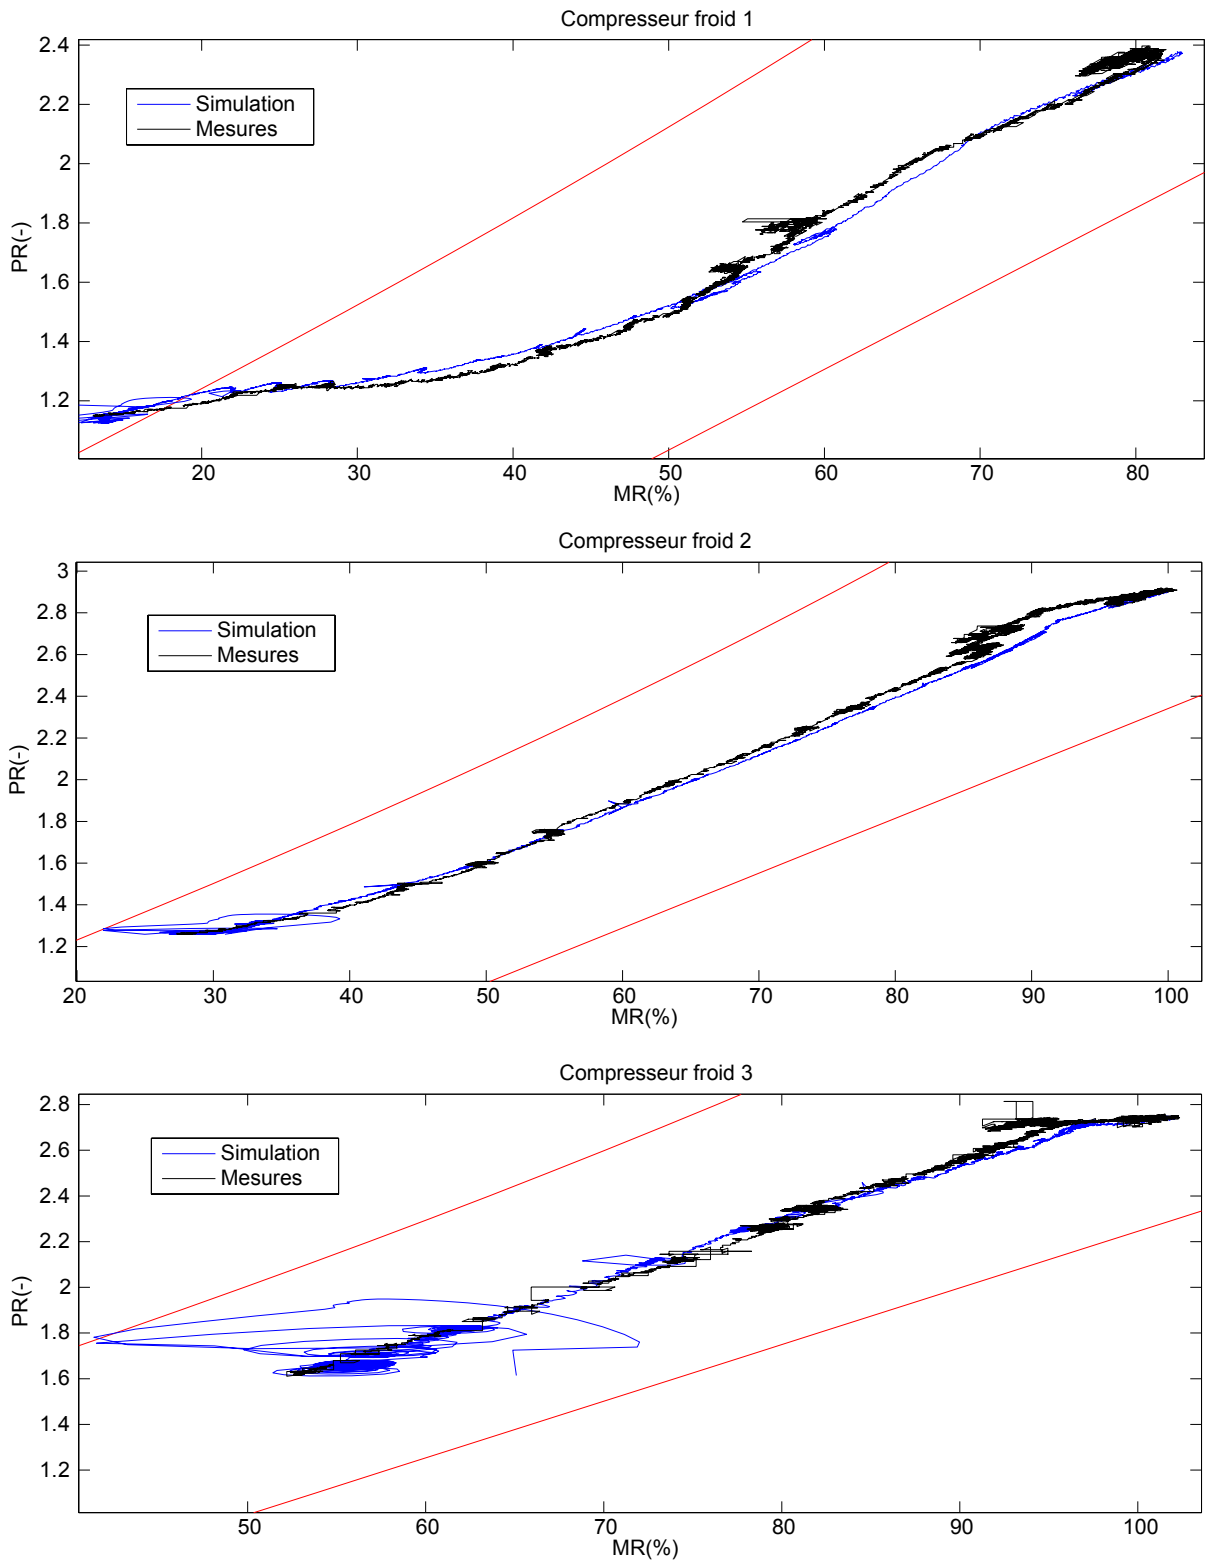 Compresseur froid 1
2.4
2.2
2
1.8
1.6
1.4
1.2
PR(-)
Simulation
Mesures
20 30 40 50 60 70 80
MR(%)
Compresseur froid 2
3
2.8
2.6
2.4
2.2
2
1.8
1.6
1.4
1.2
PR(-)
Simulation
Mesures
20 30 40 50 60 70 80 90 100
MR(%)
Compresseur froid 3
2.8
2.6
2.4
2.2
2
1.8
1.6
1.4
1.2
PR(-)
Simulation
Mesures
50 60 70 80 90 100
MR(%)